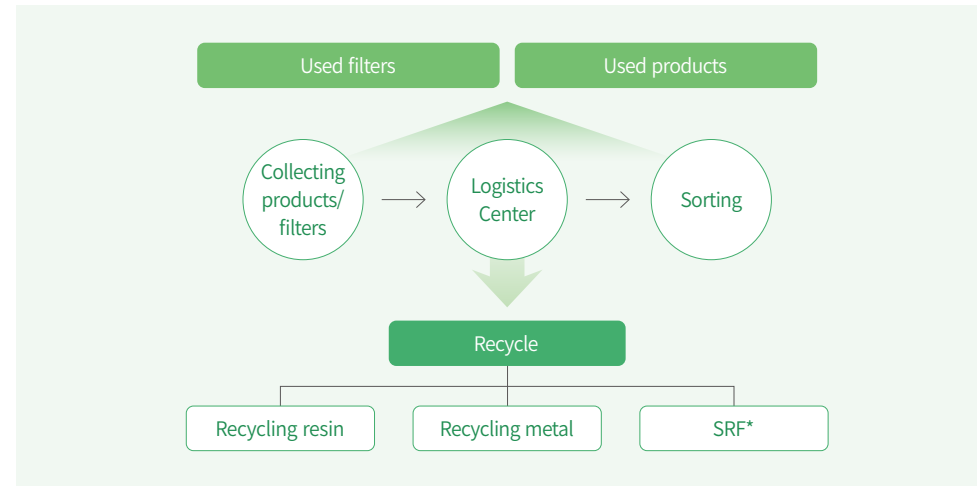 Used filters
Used products
Collecting
products/
filters
Logistics
Center
Sorting
Recycle
Recycling resin
Recycling metal
SRF*